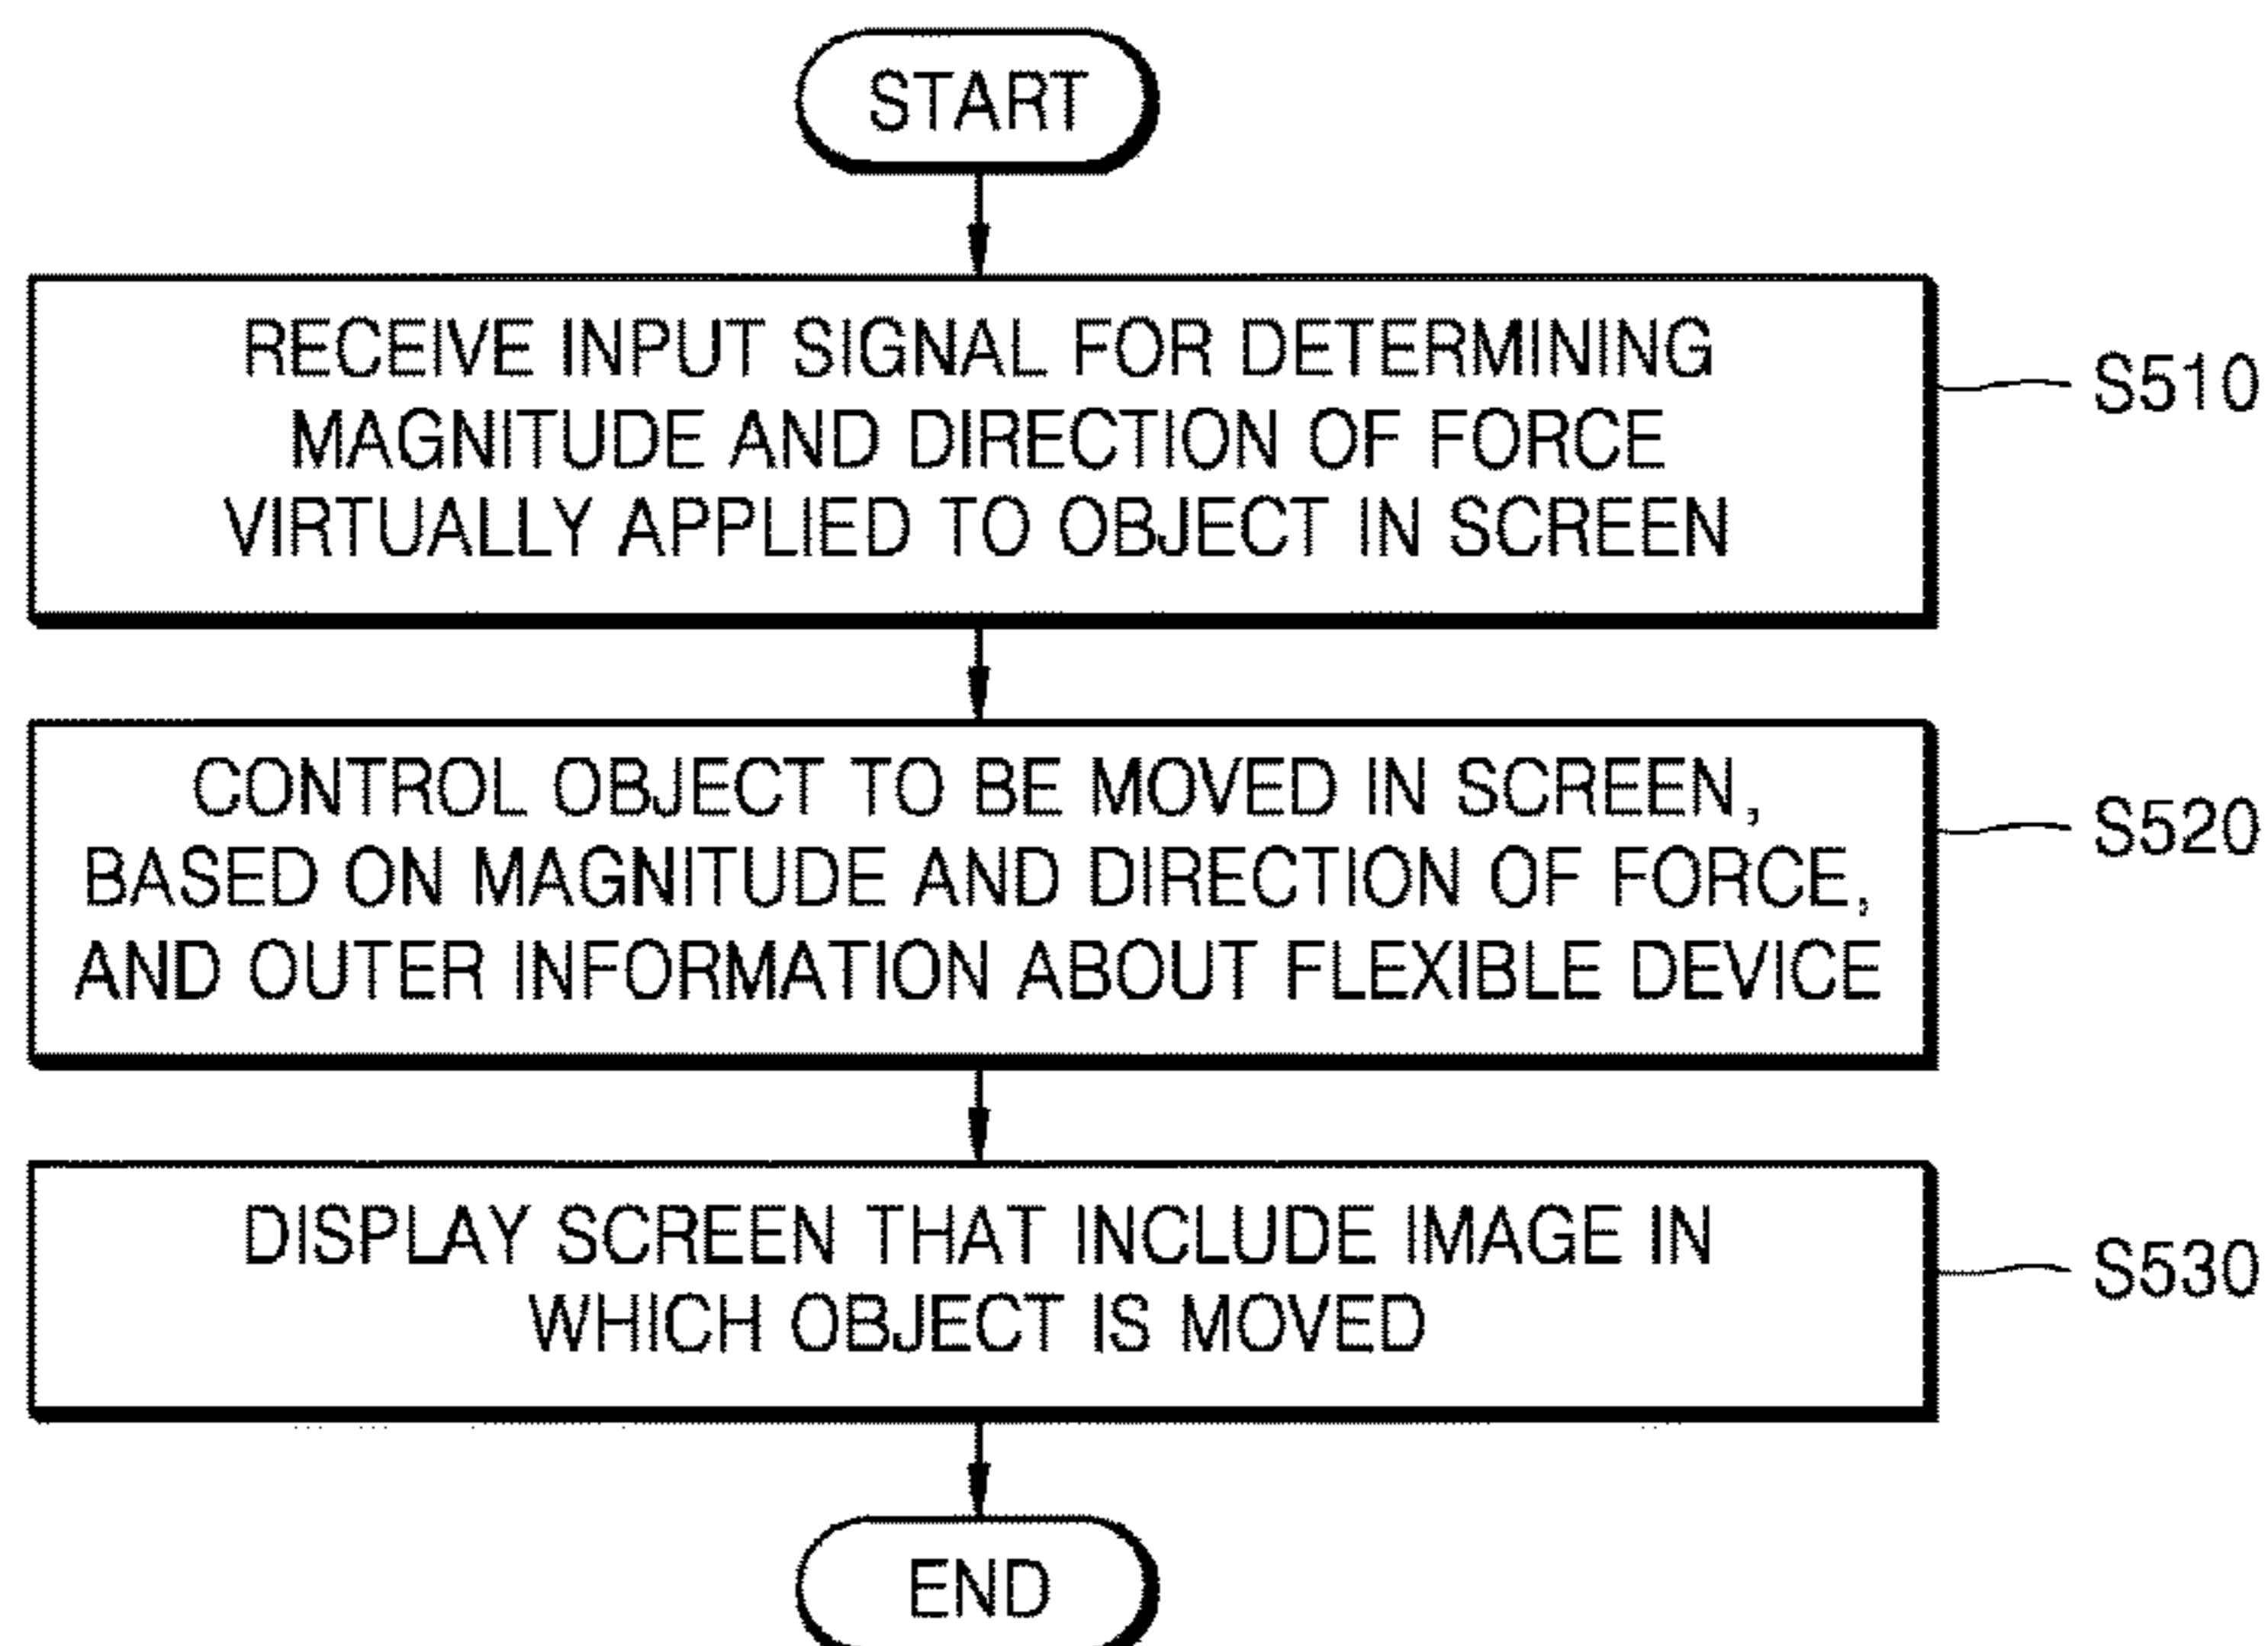 START
RECEIVE INPUT SIGNAL FOR DETERMINING
MAGNITUDE AND DIRECTION OF FORCE
VIRTUALLY APPLIED TO OBJECT IN SCREEN
S510
CONTROL OBJECT TO BE MOVED IN SCREEN,
BASED ON MAGNITUDE AND DIRECTION OF FORCE,
AND OUTER INFORMATION ABOUT FLEXIBLE DEVICE
S520
DISPLAY SCREEN THAT INCLUDE IMAGE IN
WHICH OBJECT IS MOVED
S530
END